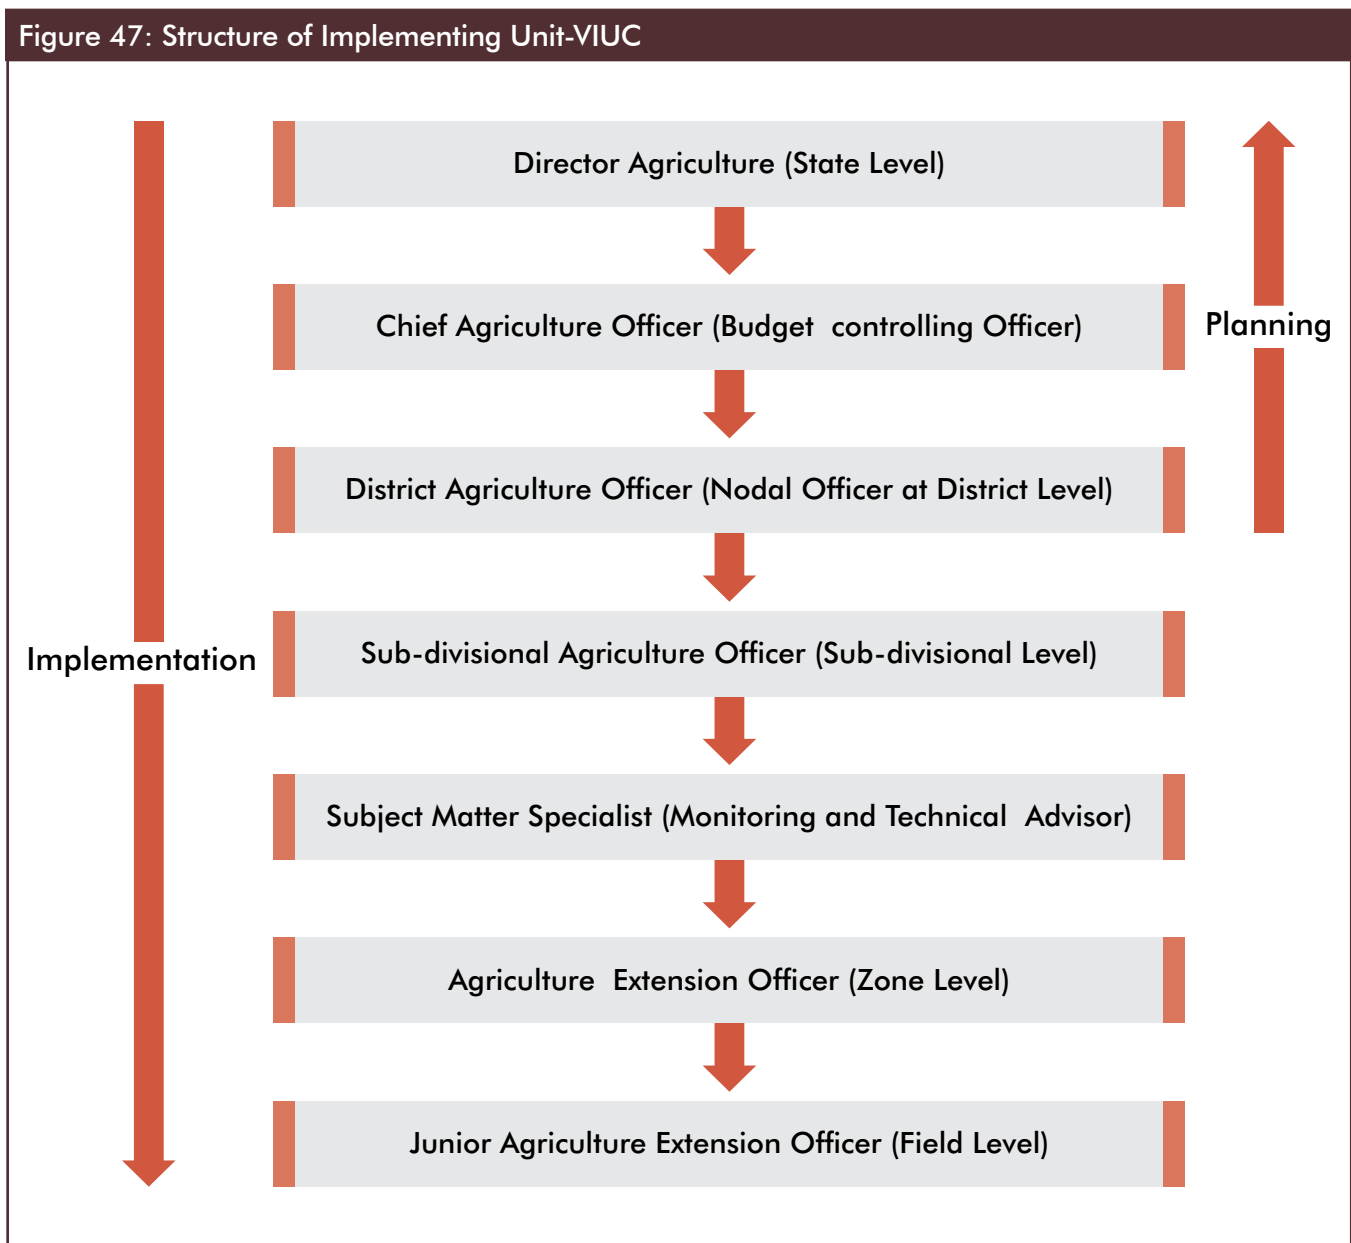 Figure 47: Structure of Implementing Unit-VIUC
Director Agriculture (State Level)
Chief Agriculture Officer (Budget controlling Officer)
Planning
District Agriculture Officer (Nodal Officer at District Level)
Sub-divisional Agriculture Officer (Sub-divisional Level)
Implementation
Subject Matter Specialist (Monitoring and Technical Advisor)
Agriculture Extension Officer (Zone Level)
Junior Agriculture Extension Officer (Field Level)